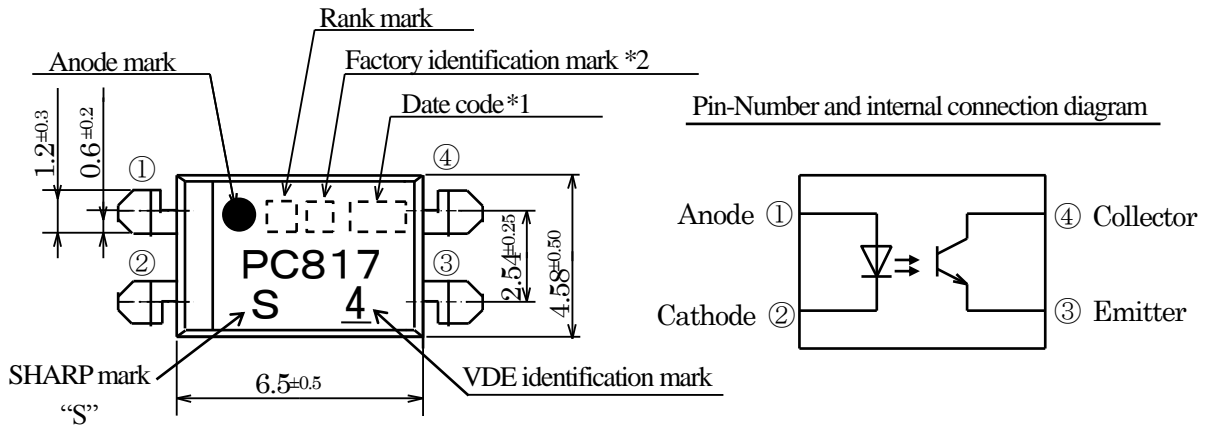 Rank mark
Anode mark
Factory identification mark *2
Date code *1
Pin-Number and internal connection diagram
1.2±0.3
0.6±0.2
①
④
②
③
PC817
S
4
2.54±0.25
4.58±0.50
Anode ①
④ Collector
Cathode ②
③ Emitter
SHARP mark
“S”
6.5±0.5
VDE identification mark